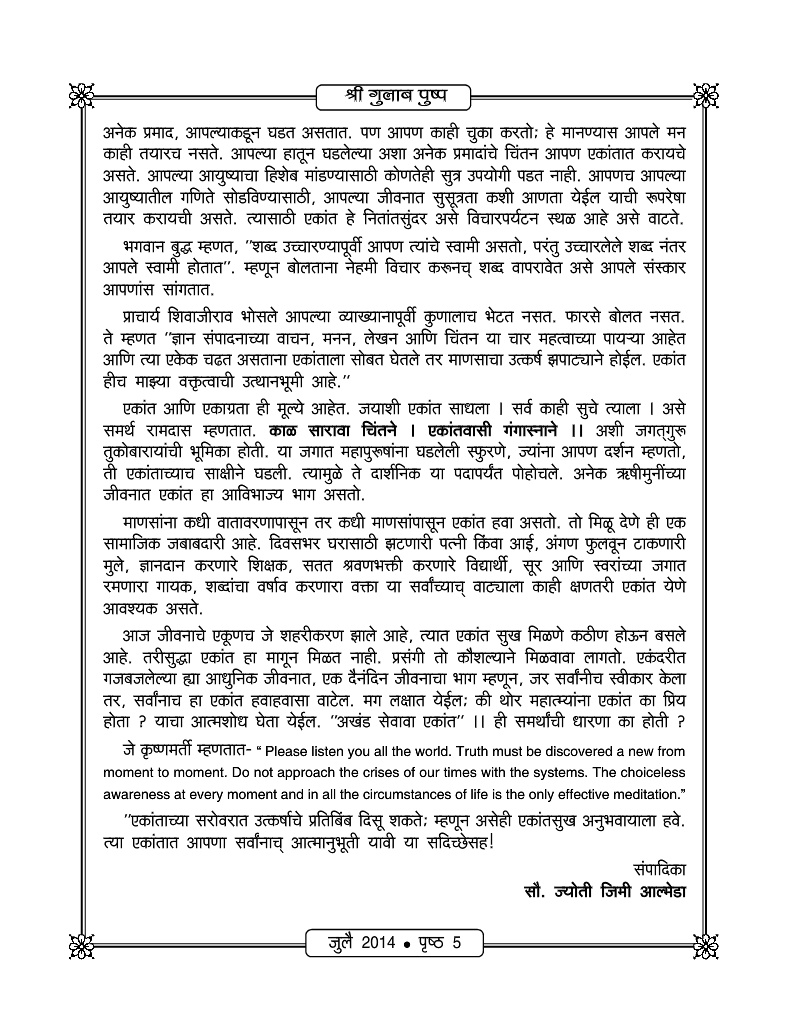 श्री गुलाब पुष्प
अनेक प्रमाद, आपल्याकडून घडत असतात. पण आपण काही चुका करतो; हे मानण्यास आपले मन
काही तयारच नसते. आपल्या हातून घडलेल्या अशा अनेक प्रमादांचे चिंतन आपण एकांतात करायचे
असते. आपल्या आयुष्याचा हिशेब मांडण्यासाठी कोणतेही सुत्र उपयोगी पडत नाही. आपणच आपल्या
आयुष्यातील गणिते सोडविण्यासाठी, आपल्या जीवनात सुसूत्रता कशी आणता येईल याची रूपरेषा
तयार करायची असते. त्यासाठी एकांत हे नितांतसुंदर असे विचारपर्यटन स्थळ आहे असे वाटते.
भगवान बुद्ध म्हणत, ''शब्द उच्चारण्यापूर्वी आपण त्यांचे स्वामी असतो, परंतु उच्चारलेले शब्द नंतर
आपले स्वामी होतात''. म्हणून बोलताना नेहमी विचार करूनच् शब्द वापरावेत असे आपले संस्कार
आपणांस सांगतात.
प्राचार्य शिवाजीराव भोसले आपल्या व्याख्यानापूर्वी कुणालाच भेटत नसत. फारसे बोलत नसत.
ते म्हणत ''ज्ञान संपादनाच्या वाचन, मनन, लेखन आणि चिंतन या चार महत्वाच्या पायऱ्या आहेत
आणि त्या एकेक चढत असताना एकांताला सोबत घेतले तर माणसाचा उत्कर्ष झपाट्याने होईल. एकांत
हीच माझ्या वक्तृत्वाची उत्थानभूमी आहे.''
एकांत आणि एकाग्रता ही मूल्ये आहेत. जयाशी एकांत साधला । सर्व काही सुचे त्याला । असे
समर्थ रामदास म्हणतात. काळ सारावा चिंतने । एकांतवासी गंगास्नाने ।। अशी जगत्‌गुरू
तुकोबारायांची भूमिका होती. या जगात महापुरूषांना घडलेली स्फुरणे, ज्यांना आपण दर्शन म्हणतो,
ती एकांताच्याच साक्षीने घडली. त्यामुळे ते दार्शनिक या पदापर्यंत पोहोचले. अनेक ऋषीमुनींच्या
जीवनात एकांत हा आविभाज्य भाग असतो.
माणसांना कधी वातावरणापासून तर कधी माणसांपासून एकांत हवा असतो. तो मिळू देणे ही एक
सामाजिक जबाबदारी आहे. दिवसभर घरासाठी झटणारी पत्नी किंवा आई, अंगण फुलवून टाकणारी
मुले, ज्ञानदान करणारे शिक्षक, सतत श्रवणभक्ती करणारे विद्यार्थी, सूर आणि स्वरांच्या जगात
रमणारा गायक, शब्दांचा वर्षाव करणारा वक्ता या सर्वांच्याच् वाट्याला काही क्षणतरी एकांत येणे
आवश्यक असते.
आज जीवनाचे एकूणच जे शहरीकरण झाले आहे, त्यात एकांत सुख मिळणे कठीण होऊन बसले
आहे. तरीसुद्धा एकांत हा मागून मिळत नाही. प्रसंगी तो कौशल्याने मिळवावा लागतो. एकंदरीत
गजबजलेल्या ह्या आधुनिक जीवनात, एक दैनंदिन जीवनाचा भाग म्हणून, जर सर्वांनीच स्वीकार केला
तर, सर्वांनाच हा एकांत हवाहवासा वाटेल. मग लक्षात येईल; की थोर महात्म्यांना एकांत का प्रिय
होता ? याचा आत्मशोध घेता येईल. ''अखंड सेवावा एकांत'' ।। ही समर्थांची धारणा का होती ?
जे कृष्णमर्ती म्हणतात- “ Please listen you all the world. Truth must be discovered a new from
moment to moment. Do not approach the crises of our times with the systems. The choiceless
awareness at every moment and in all the circumstances of life is the only effective meditation.”
''एकांताच्या सरोवरात उत्कर्षाचे प्रतिबिंब दिसू शकते; म्हणून असेही एकांतसुख अनुभवायाला हवे.
त्या एकांतात आपणा सर्वांनाच् आत्मानुभूती यावी या सदिच्छेसह!
संपादिका
सौ. ज्योती जिमी आल्मेडा
जुलै 2014 ● पृष्ठ 5